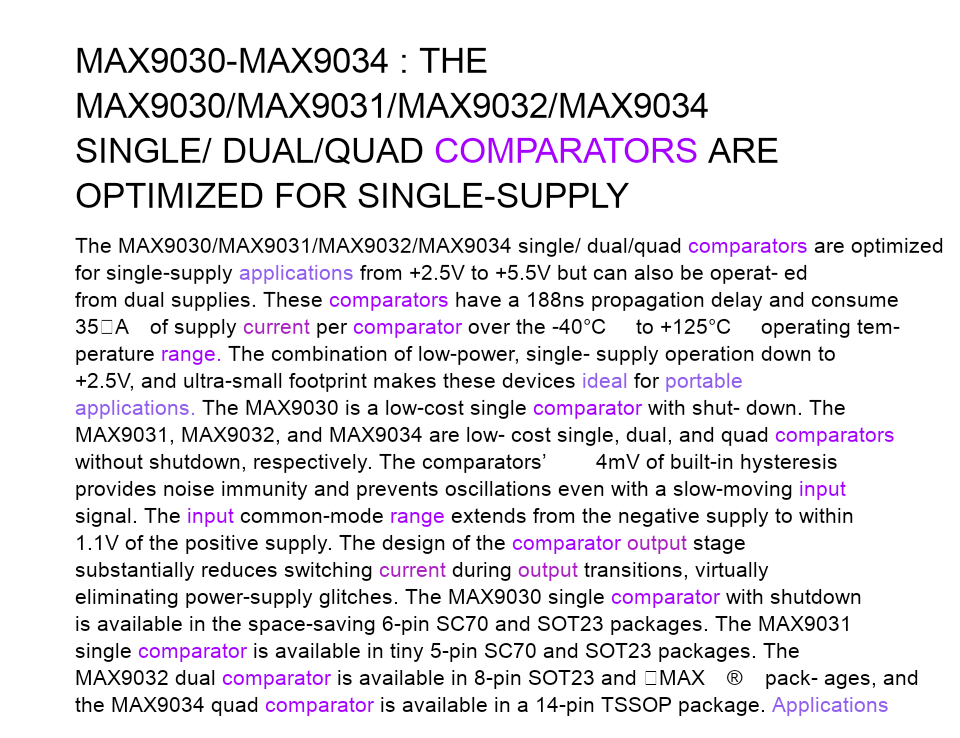 MAX9030-MAX9034 : THE
MAX9030/MAX9031/MAX9032/MAX9034
SINGLE/ DUAL/QUAD COMPARATORS ARE
OPTIMIZED FOR SINGLE-SUPPLY
The MAX9030/MAX9031/MAX9032/MAX9034 single/ dual/quad comparators are optimized
for single-supply applications from +2.5V to +5.5V but can also be operat- ed
from dual supplies. These comparators have a 188ns propagation delay and consume
35□A of supply current per comparator over the -40°C to +125°C operating tem-
perature range. The combination of low-power, single- supply operation down to
+2.5V, and ultra-small footprint makes these devices ideal for portable
applications. The MAX9030 is a low-cost single comparator with shut- down. The
MAX9031, MAX9032, and MAX9034 are low- cost single, dual, and quad comparators
without shutdown, respectively. The comparators’ 4mV of built-in hysteresis
provides noise immunity and prevents oscillations even with a slow-moving input
signal. The input common-mode range extends from the negative supply to within
1.1V of the positive supply. The design of the comparator output stage
substantially reduces switching current during output transitions, virtually
eliminating power-supply glitches. The MAX9030 single comparator with shutdown
is available in the space-saving 6-pin SC70 and SOT23 packages. The MAX9031
single comparator is available in tiny 5-pin SC70 and SOT23 packages. The
MAX9032 dual comparator is available in 8-pin SOT23 and □MAX ® pack- ages, and
the MAX9034 quad comparator is available in a 14-pin TSSOP package. Applications